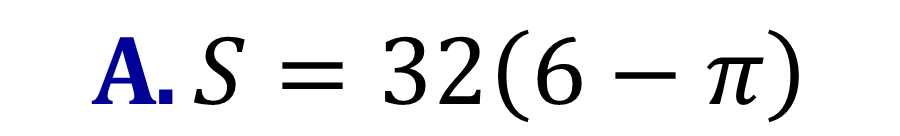 A. S = 32(6 − π)